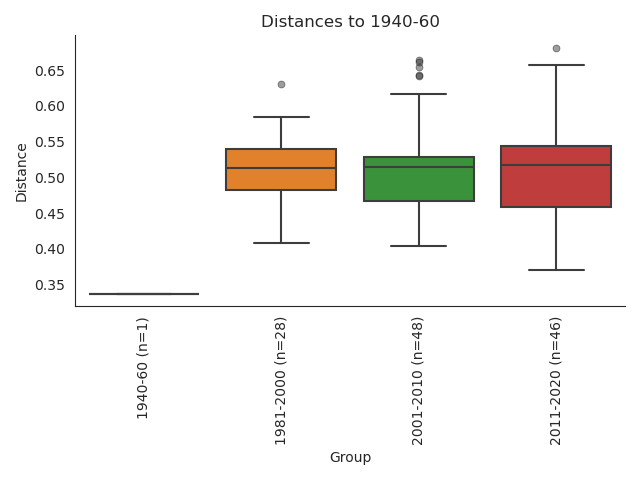 Distances to 1940-60
Distance
0.65
0.60
0.55
0.50
0.45
0.40
0.35
1940-60 (n=1)
1981-2000 (n=28)
2001-2010 (n=48)
2011-2020 (n=46)
Group